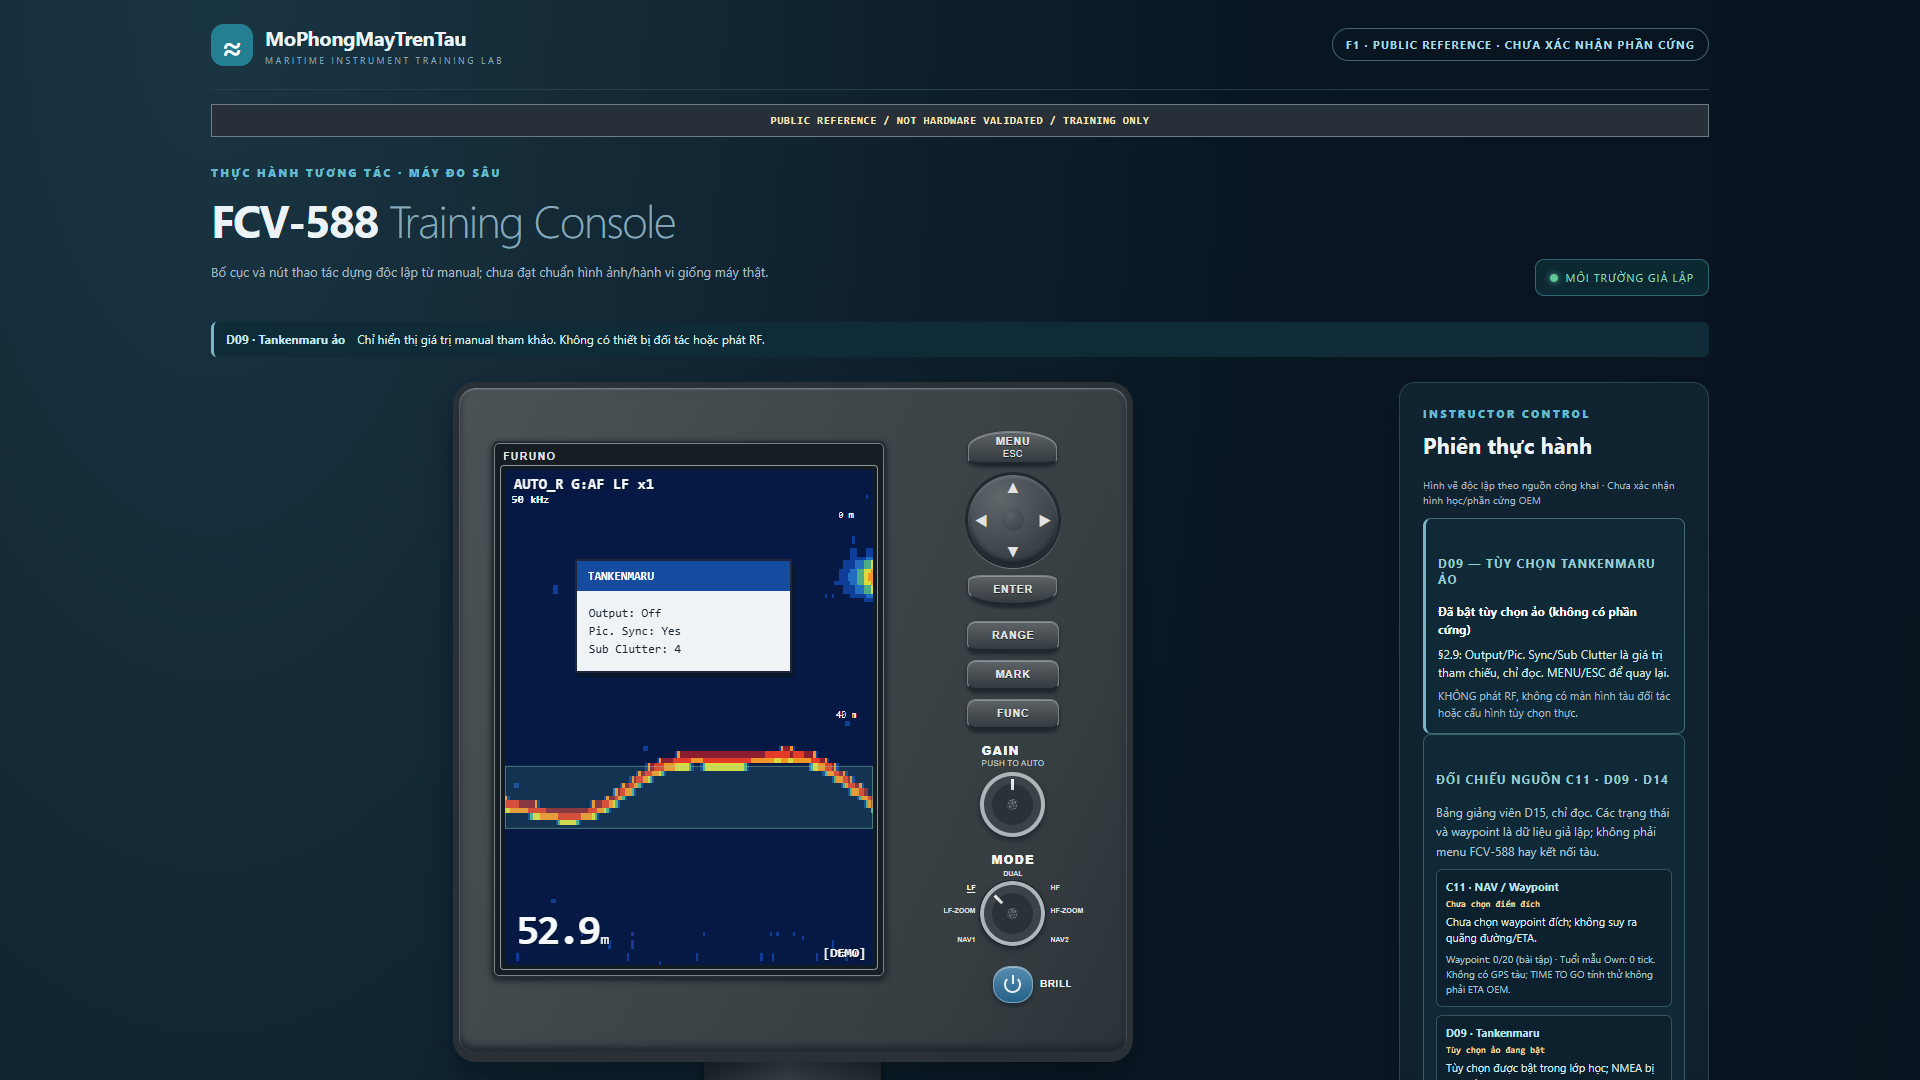 ≈
MoPhongMayTrenTau
MARITIME INSTRUMENT TRAINING LAB
F1 · PUBLIC REFERENCE · CHƯA XÁC NHẬN PHẦN CỨNG
PUBLIC REFERENCE / NOT HARDWARE VALIDATED / TRAINING ONLY
THỰC HÀNH TƯƠNG TÁC · MÁY ĐO SÂU
FCV-588 Training Console
Bố cục và nút thao tác dựng độc lập từ manual; chưa đạt chuẩn hình ảnh/hành vi giống máy thật.
MÔI TRƯỜNG GIẢ LẬP
D09 · Tankenmaru ảo Chỉ hiển thị giá trị manual tham khảo. Không có thiết bị đối tác hoặc phát RF.
FURUNO
AUTO_R G:AF LF x1
50 kHz
0 m
TANKENMARU
Output: Off
Pic. Sync: Yes
Sub Clutter: 4
40 m
52.9m
[DEMO]
MENU
ESC
▲
◀ ▶
▼
ENTER
RANGE
MARK
FUNC
GAIN
PUSH TO AUTO
MODE
DUAL
LF HF
LF-ZOOM HF-ZOOM
NAV1 NAV2
BRILL
INSTRUCTOR CONTROL
Phiên thực hành
Hình vẽ độc lập theo nguồn công khai · Chưa xác nhận
hình học/phần cứng OEM
D09 — TÙY CHỌN TANKENMARU
ẢO
Đã bật tùy chọn ảo (không có phần
cứng)
§2.9: Output/Pic. Sync/Sub Clutter là giá trị
tham chiếu, chỉ đọc. MENU/ESC để quay lại.
KHÔNG phát RF, không có màn hình tàu đối tác
hoặc cấu hình tùy chọn thực.
ĐỐI CHIẾU NGUỒN C11 · D09 · D14
Bảng giảng viên D15, chỉ đọc. Các trạng thái
và waypoint là dữ liệu giả lập; không phải
menu FCV-588 hay kết nối tàu.
C11 · NAV / Waypoint
Chưa chọn điểm đích
Chưa chọn waypoint đích; không suy ra
quãng đường/ETA.
Waypoint: 0/20 (bài tập) · Tuổi mẫu Own: 0 tick.
Không có GPS tàu; TIME TO GO tính thử không
phải ETA OEM.
D09 · Tankenmaru
Tùy chọn ảo đang bật
Tùy chọn được bật trong lớp học; NMEA bị